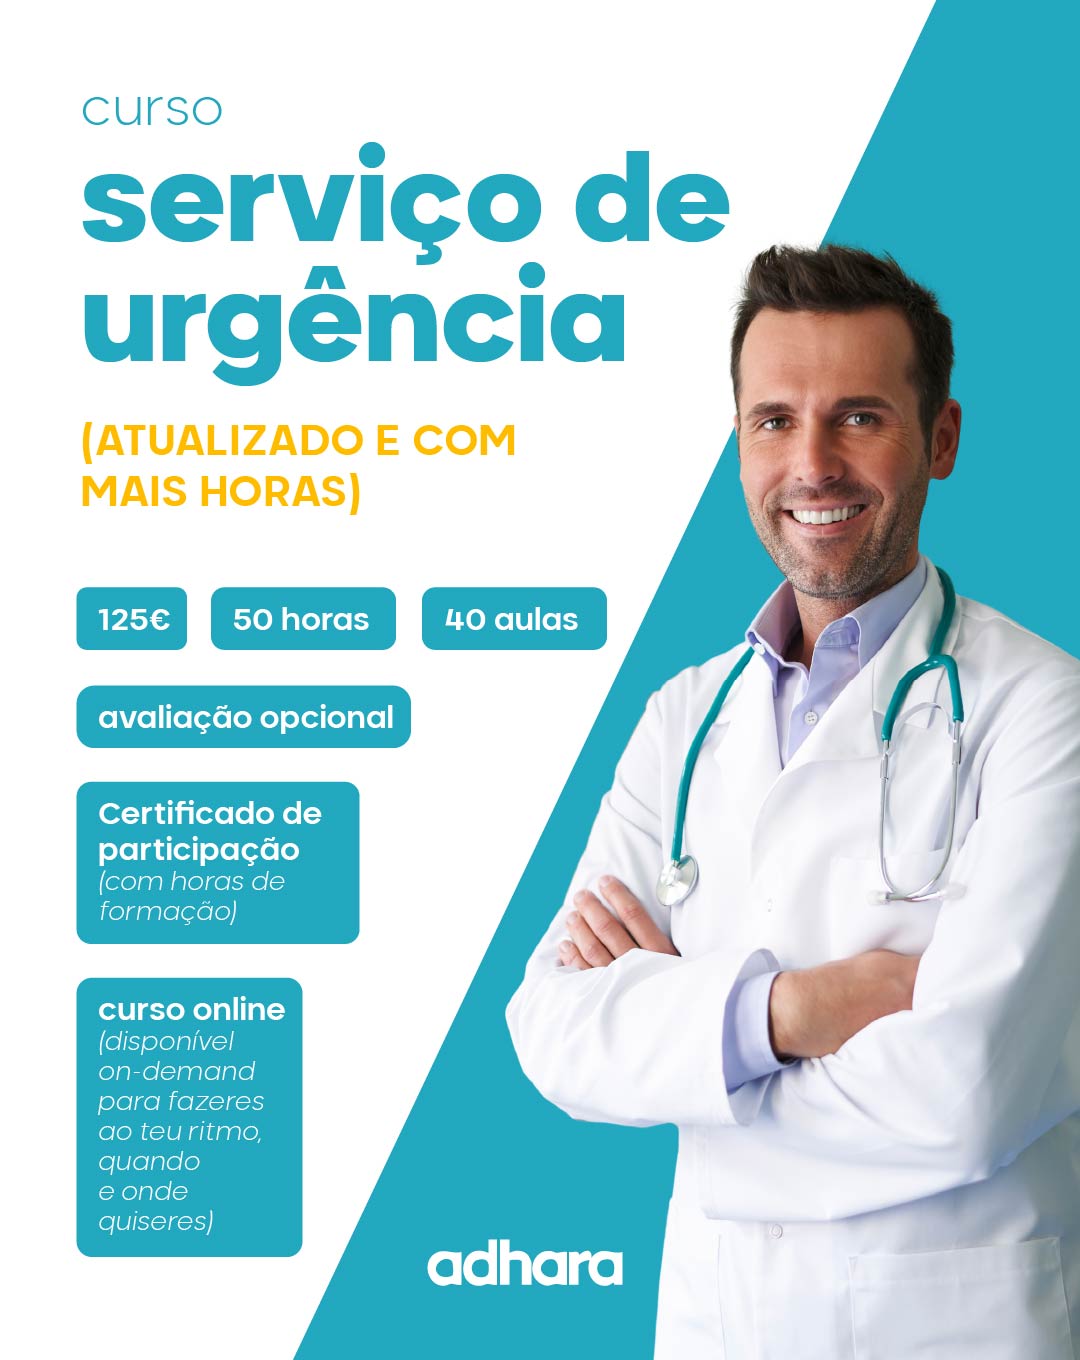 curso
serviço de
urgência
(ATUALIZADO E COM
MAIS HORAS)
125€
50 horas
40 aulas
avaliação opcional
Certificado de
participação
(com horas de
formação)
curso online
(disponível
on-demand
para fazeres
ao teu ritmo,
quando
e onde
quiseres)
adhara